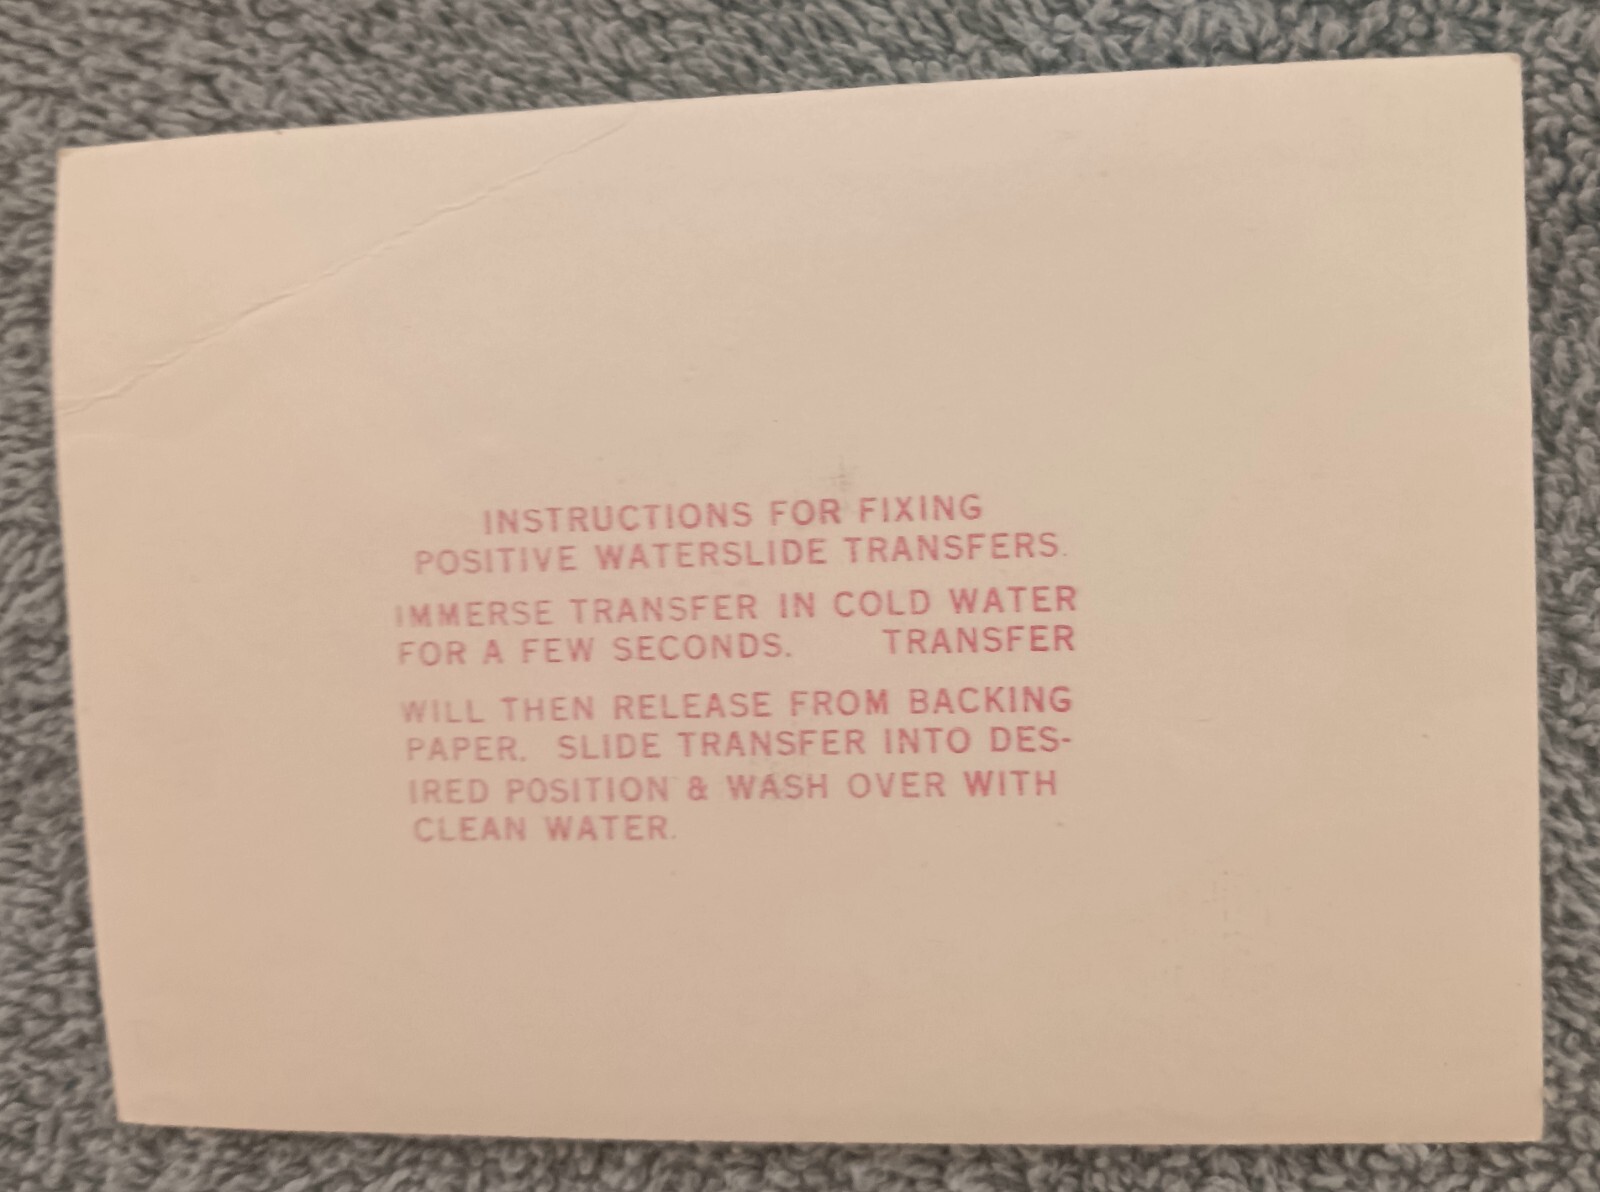 INSTRUCTIONS FOR FIXING
POSITIVE WATERSLIDE TRANSFERS.
IMMERSE TRANSFER IN COLD WATER
FOR A FEW SECONDS. TRANSFER
WILL THEN RELEASE FROM BACKING
PAPER. SLIDE TRANSFER INTO DES-
IRED POSITION & WASH OVER WITH
CLEAN WATER.